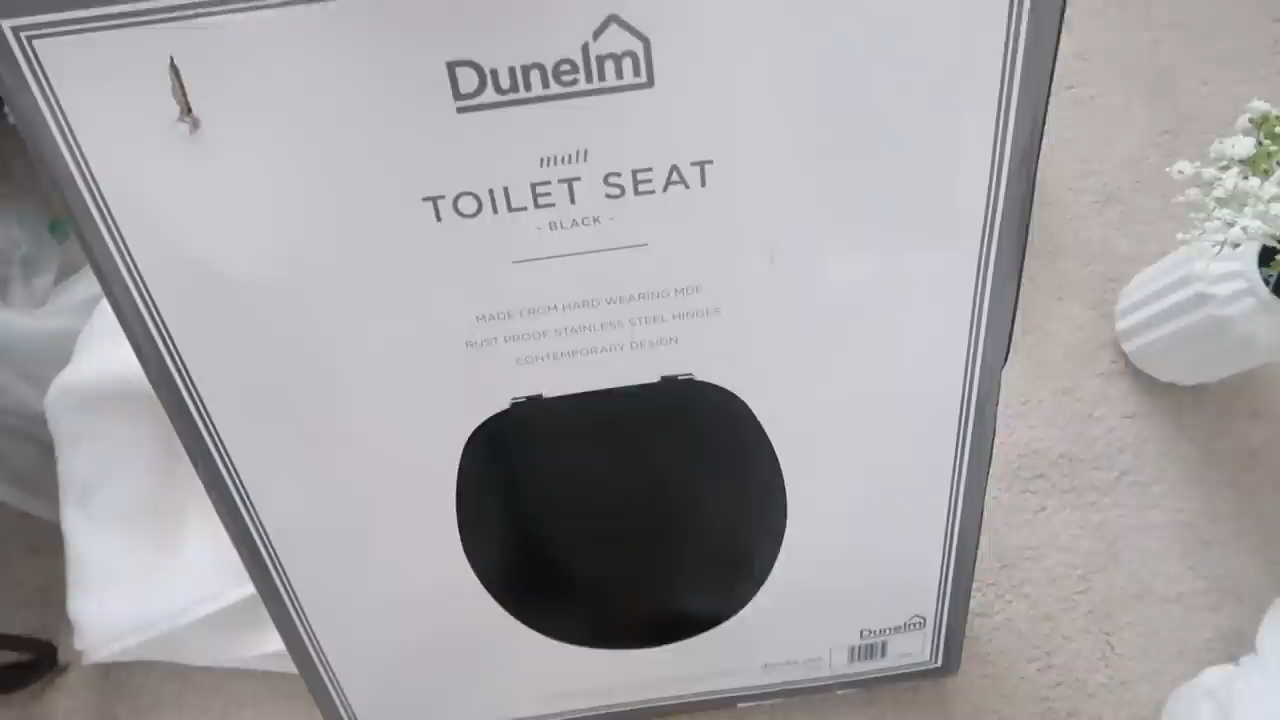 Dunelm
matt
TOILET SEAT
- BLACK -
MADE FROM HARD WEARING MDF
RUST PROOF STAINLESS STEEL HINGES
CONTEMPORARY DESIGN
Dunelm